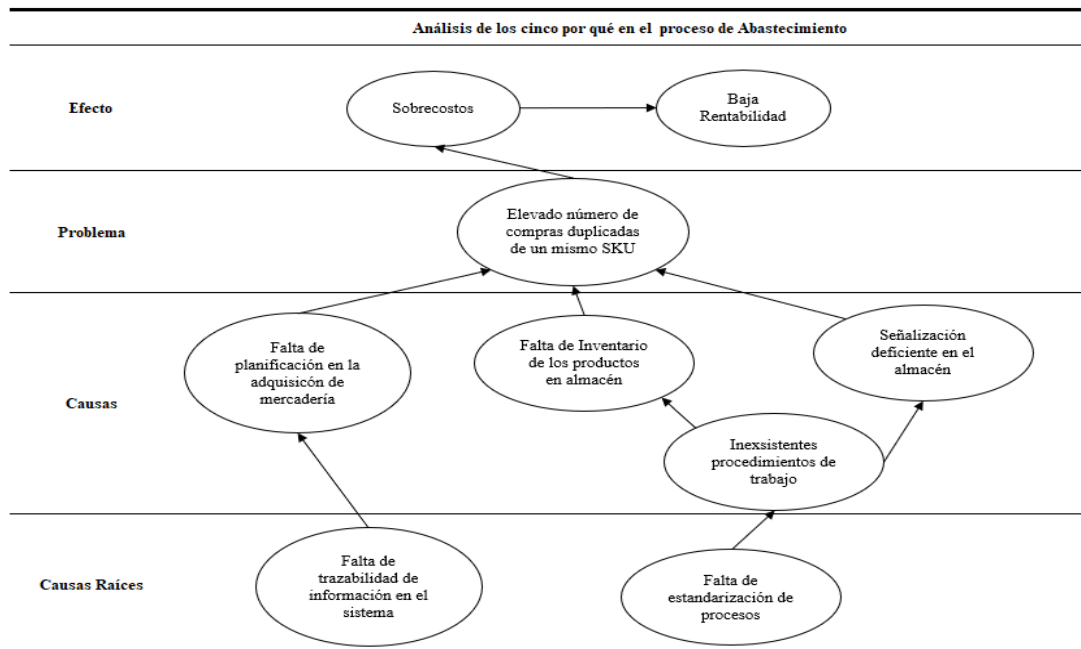 Análisis de los cinco por qué en el proceso de Abastecimiento
Efecto
Sobrecostos
Baja
Rentabilidad
Problema
Elevado número de
compras duplicadas
de un mismo SKU
Causas
Falta de
planificación en la
adquisicón de
mercadería
Falta de Inventario
de los productos
en almacén
Señalización
deficiente en el
almacén
Inexsistentes
procedimientos de
trabajo
Causas Raíces
Falta de
trazabilidad de
información en el
sistema
Falta de
estandarización de
procesos